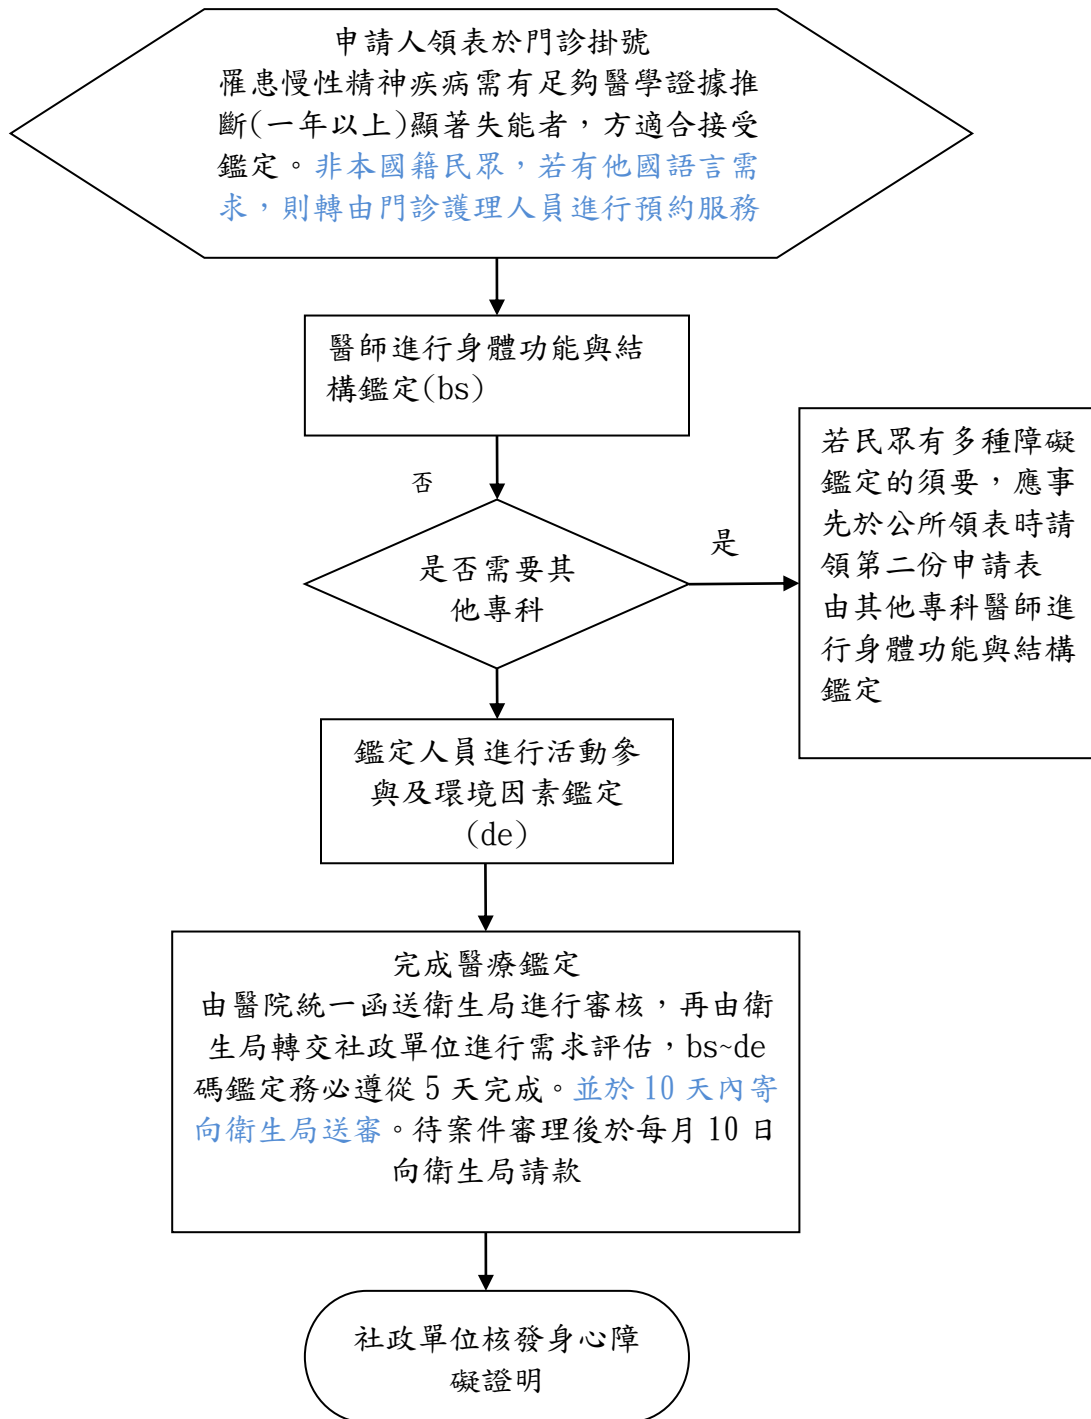 申請人領表於門診掛號
罹患慢性精神疾病需有足夠醫學證據推
斷(一年以上)顯著失能者，方適合接受
鑑定。非本國籍民眾，若有他國語言需
求，則轉由門診護理人員進行預約服務
醫師進行身體功能與結
構鑑定(bs)
否
是否需要其
他專科
是
若民眾有多種障礙
鑑定的須要，應事
先於公所領表時請
領第二份申請表
由其他專科醫師進
行身體功能與結構
鑑定
鑑定人員進行活動參
與及環境因素鑑定
(de)
完成醫療鑑定
由醫院統一函送衛生局進行審核，再由衛
生局轉交社政單位進行需求評估，bs~de
碼鑑定務必遵從 5 天完成。並於 10 天內寄
向衛生局送審。待案件審理後於每月 10 日
向衛生局請款
社政單位核發身心障
礙證明